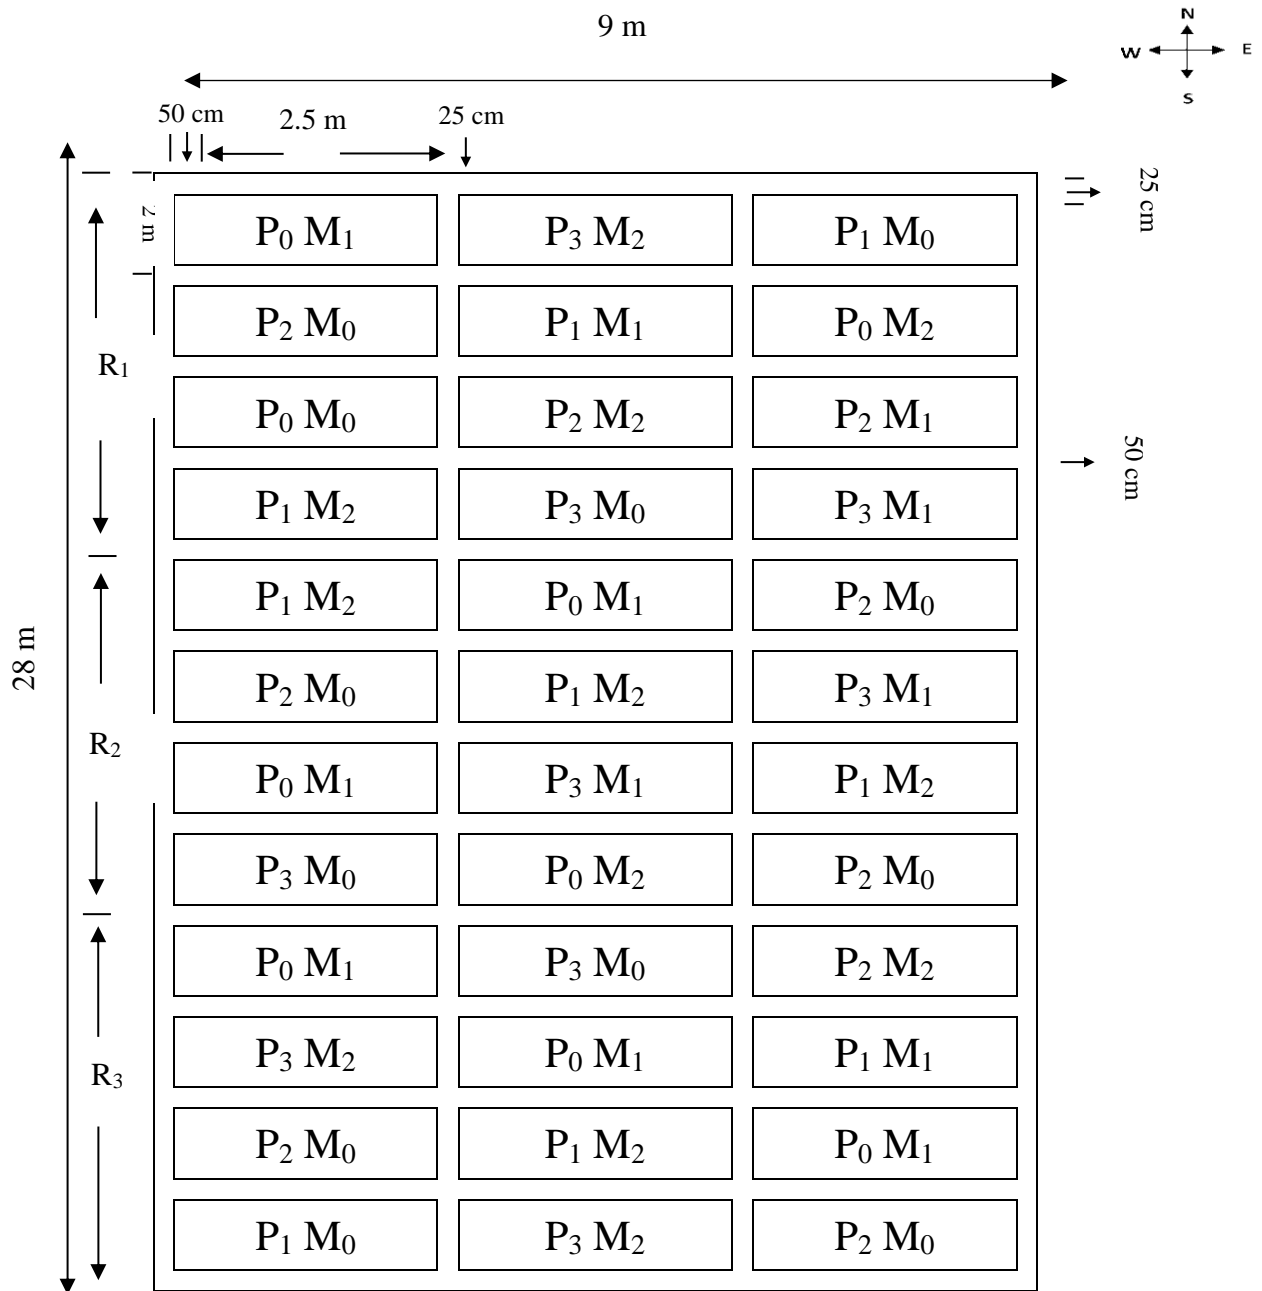 9 m
N
W E
S
50 cm 2.5 m 25 cm
25 cm
2 m
P₀ M₁ P₃ M₂ P₁ M₀
P₂ M₀ P₁ M₁ P₀ M₂
R₁
P₀ M₀ P₂ M₂ P₂ M₁
50 cm
P₁ M₂ P₃ M₀ P₃ M₁
P₁ M₂ P₀ M₁ P₂ M₀
28 m
P₂ M₀ P₁ M₂ P₃ M₁
R₂
P₀ M₁ P₃ M₁ P₁ M₂
P₃ M₀ P₀ M₂ P₂ M₀
P₀ M₁ P₃ M₀ P₂ M₂
P₃ M₂ P₀ M₁ P₁ M₁
R₃
P₂ M₀ P₁ M₂ P₀ M₁
P₁ M₀ P₃ M₂ P₂ M₀